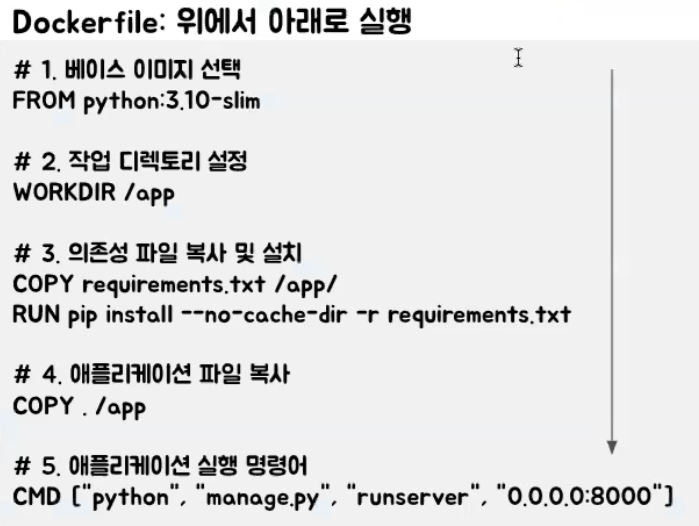 Dockerfile: 위에서 아래로 실행
# 1. 베이스 이미지 선택
FROM python:3.10-slim
# 2. 작업 디렉토리 설정
WORKDIR /app
# 3. 의존성 파일 복사 및 설치
COPY requirements.txt /app/
RUN pip install --no-cache-dir -r requirements.txt
# 4. 애플리케이션 파일 복사
COPY . /app
# 5. 애플리케이션 실행 명령어
CMD ["python", "manage.py", "runserver", "0.0.0.0:8000"]